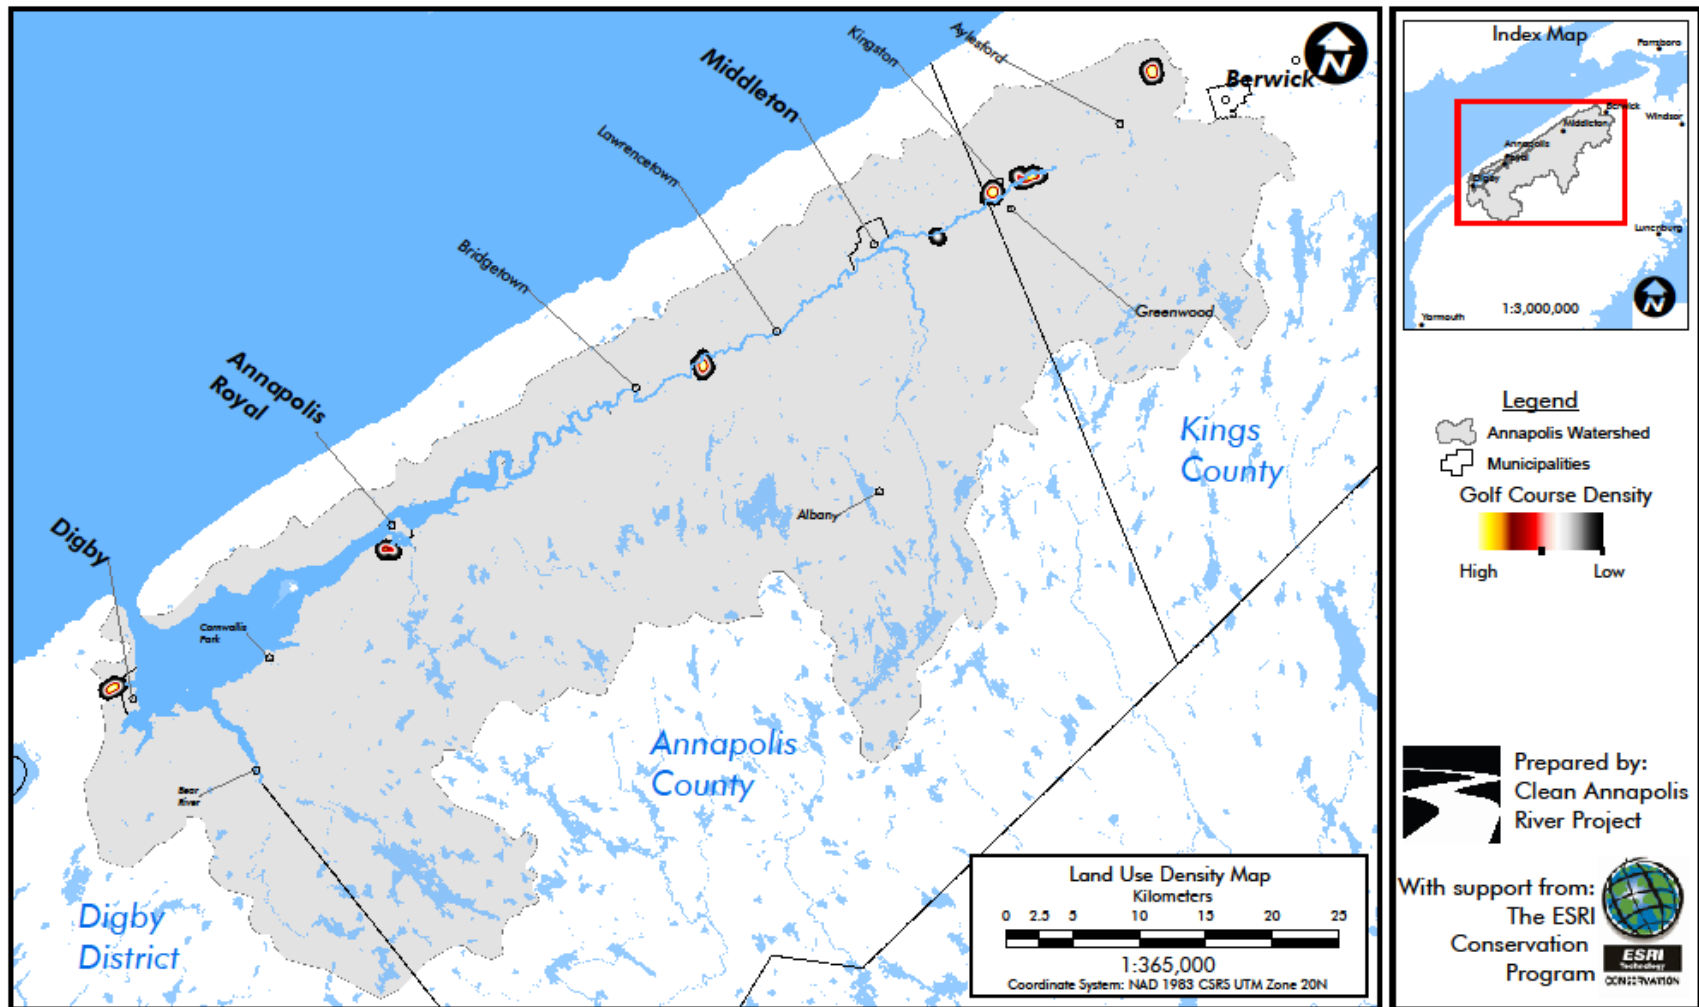 Kingston
Aylesford
Middleton
Berwick
N
Lawrencetown
Bridgetown
Greenwood
Annapolis
Royal
Kings
County
Albany
Digby
Cornwallis
Park
Annapolis
County
Bear
River
Digby
District
Land Use Density Map
Kilometers
0 2.5 5 10 15 20 25
1:365,000
Coordinate System: NAD 1983 CSRS UTM Zone 20N
Index Map
Parrsboro
Berwick
Windsor
Middleton
Annapolis
Royal
Digby
Lunenburg
N
1:3,000,000
Yarmouth
Legend
Annapolis Watershed
Municipalities
Golf Course Density
High Low
Prepared by:
Clean Annapolis
River Project
With support from:
The ESRI
Conservation
Program
ESRI
Technology
CONSERVATION